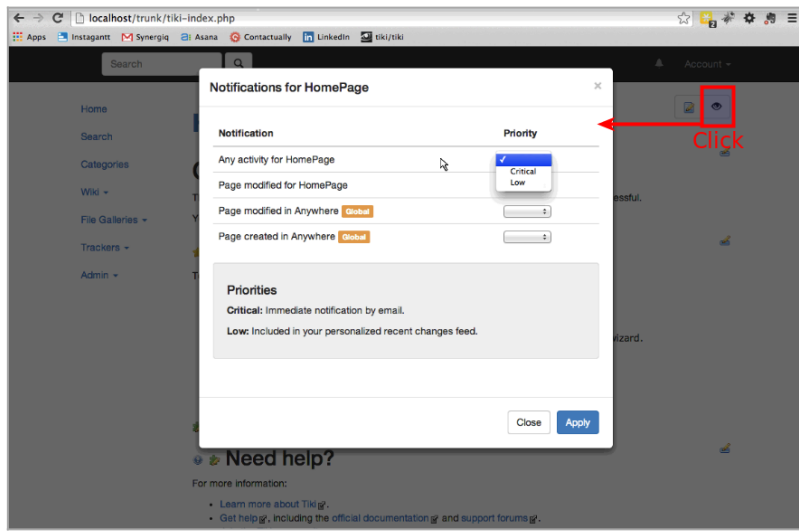 localhost/trunk/tiki-index.php
Apps Instagantt Synergiq Asana Contactually LinkedIn tiki/tiki
Search
Account
Notifications for HomePage
×
Click
Home
Search
Categories
Wiki
File Galleries
Trackers
Admin
Notification Priority
Any activity for HomePage
Critical
Low
Page modified for HomePage
Page modified in Anywhere Global
Page created in Anywhere Global
essful.
Priorities
Critical: Immediate notification by email.
Low: Included in your personalized recent changes feed.
wizard.
Close Apply
Need help?
For more information:
Learn more about Tiki.
Get help, including the official documentation and support forums.